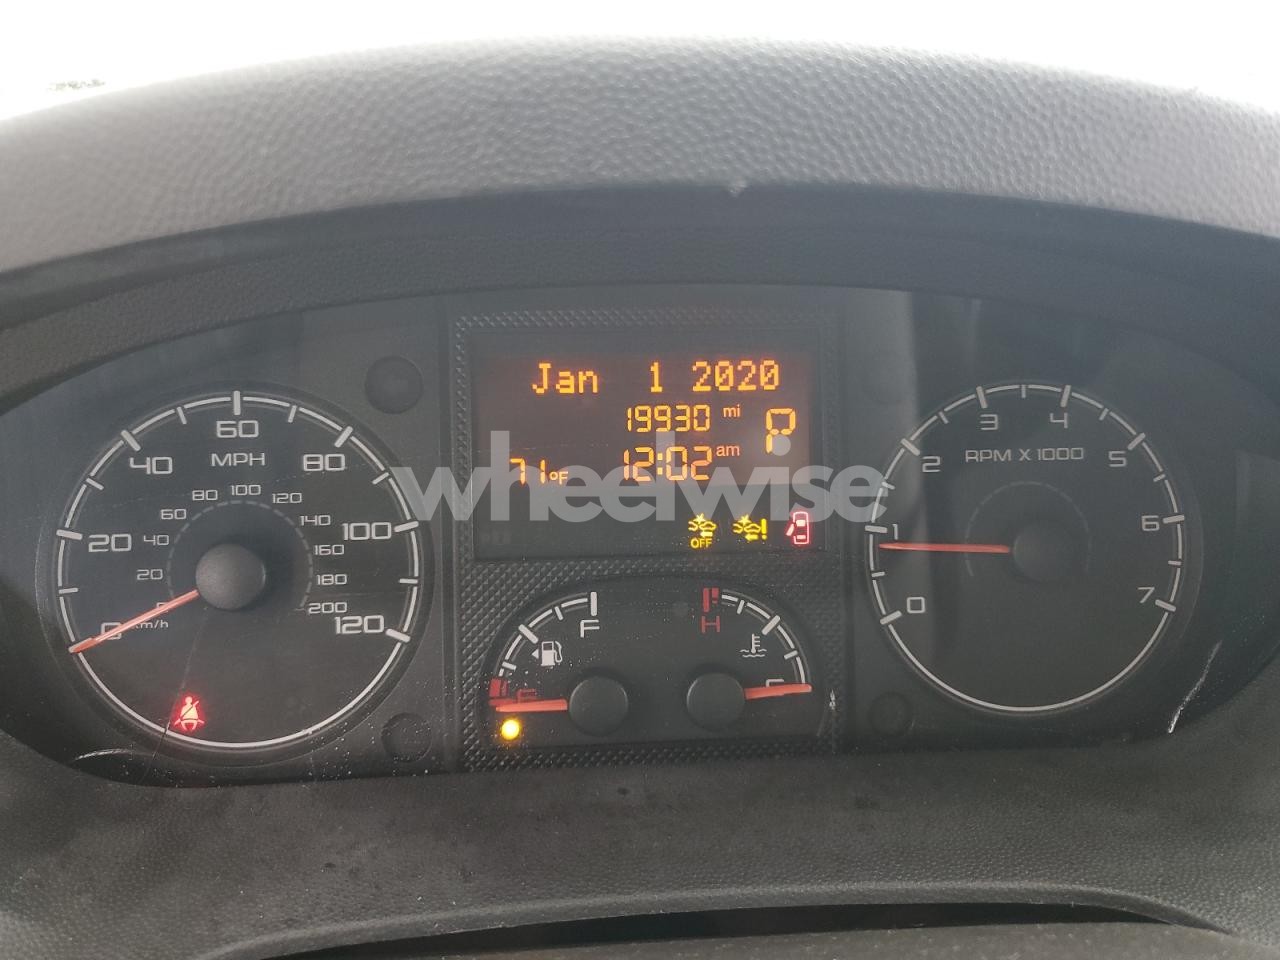 Jan 1 2020
19930 mi
P
12:02 am
71°F
OFF
wheelwise
0 20 40 60 80 100 120
MPH
0 20 40 60 80 100 120 140 160 180 200
km/h
0 1 2 3 4 5 6 7
RPM X 1000
F
H